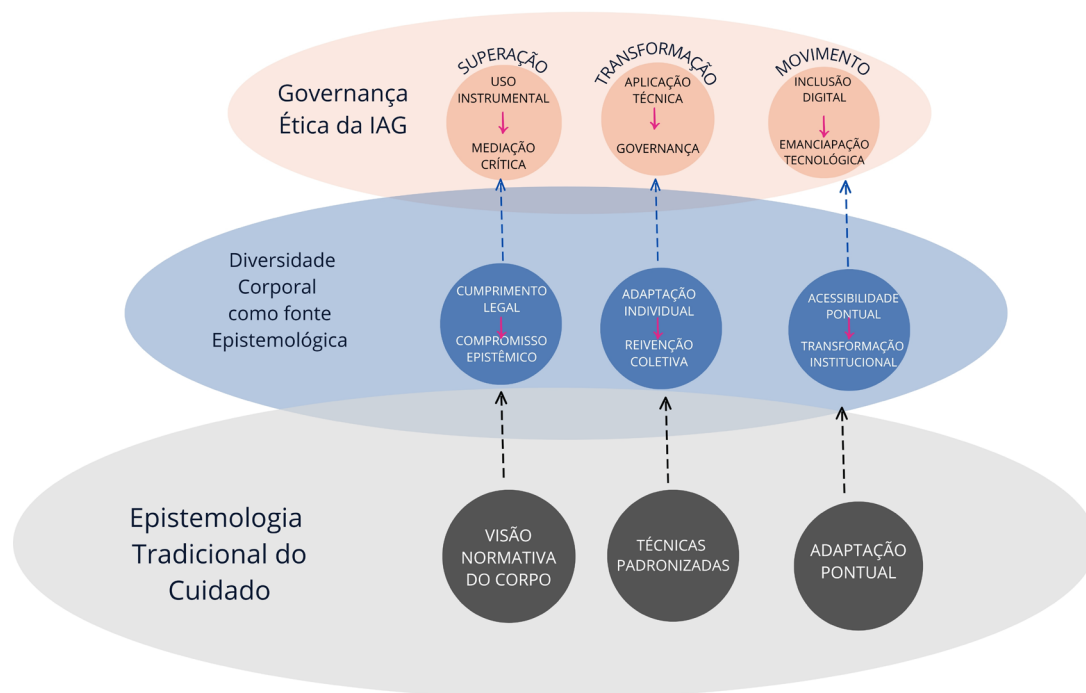 Governança
Ética da IAG
SUPERAÇÃO
USO
INSTRUMENTAL
MEDIAÇÃO
CRÍTICA
TRANSFORMAÇÃO
APLICAÇÃO
TÉCNICA
GOVERNANÇA
MOVIMENTO
INCLUSÃO
DIGITAL
EMANCIAPAÇÃO
TECNOLÓGICA
Diversidade
Corporal
como fonte
Epistemológica
CUMPRIMENTO
LEGAL
COMPROMISSO
EPISTÊMICO
ADAPTAÇÃO
INDIVIDUAL
REIVENÇÃO
COLETIVA
ACESSIBILIDADE
PONTUAL
TRANSFORMAÇÃO
INSTITUCIONAL
Epistemologia
Tradicional do
Cuidado
VISÃO
NORMATIVA
DO CORPO
TÉCNICAS
PADRONIZADAS
ADAPTAÇÃO
PONTUAL